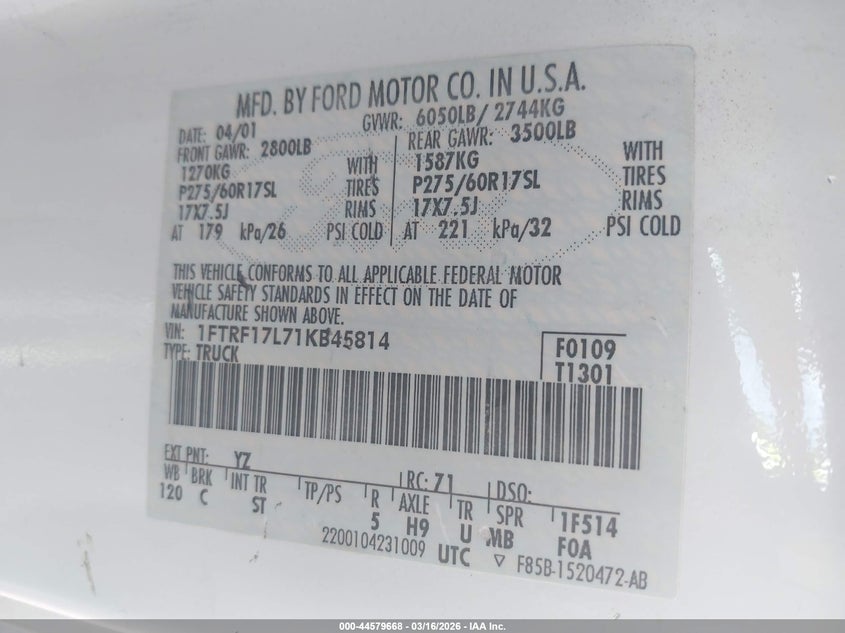 MFD. BY FORD MOTOR CO. IN U.S.A.
DATE: 04/01 GVWR: 6050LB/ 2744KG
FRONT GAWR: 2800LB REAR GAWR: 3500LB
1270KG WITH 1587KG WITH
P275/60R17SL TIRES P275/60R17SL TIRES
17X7.5J RIMS 17X7.5J RIMS
AT 179 kPa/26 PSI COLD AT 221 kPa/32 PSI COLD
THIS VEHICLE CONFORMS TO ALL APPLICABLE FEDERAL MOTOR
VEHICLE SAFETY STANDARDS IN EFFECT ON THE DATE OF
MANUFACTURE SHOWN ABOVE.
VIN: 1FTRF17L71KB45814
TYPE: TRUCK
F0109
T1301
EXT PNT: YZ RC: 71 DSO:
WB BRK INT TR TP/PS R AXLE TR SPR 1F514
120 C ST 5 H9 U MB F0A
2200104231009 UTC F85B-1520472-AB
000-44579668 - 03/16/2026 - IAA Inc.